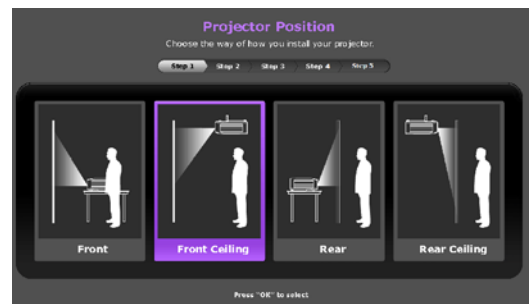 Projector Position
Choose the way of how you install your projector.
Step 1 Step 2 Step 3 Step 4 Step 5
Front Front Ceiling Rear Rear Ceiling
Press "OK" to select